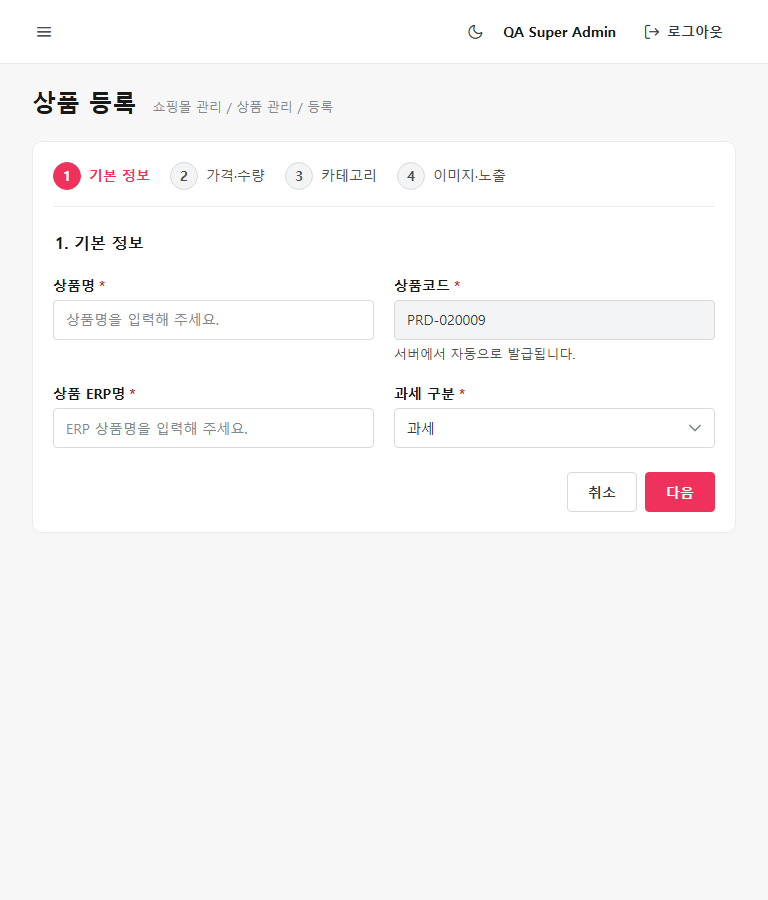 QA Super Admin 로그아웃
상품 등록 쇼핑몰 관리 / 상품 관리 / 등록
1 기본 정보 2 가격·수량 3 카테고리 4 이미지·노출
1. 기본 정보
상품명 * 상품코드 *
상품명을 입력해 주세요. PRD-020009
서버에서 자동으로 발급됩니다.
상품 ERP명 * 과세 구분 *
ERP 상품명을 입력해 주세요. 과세
취소 다음